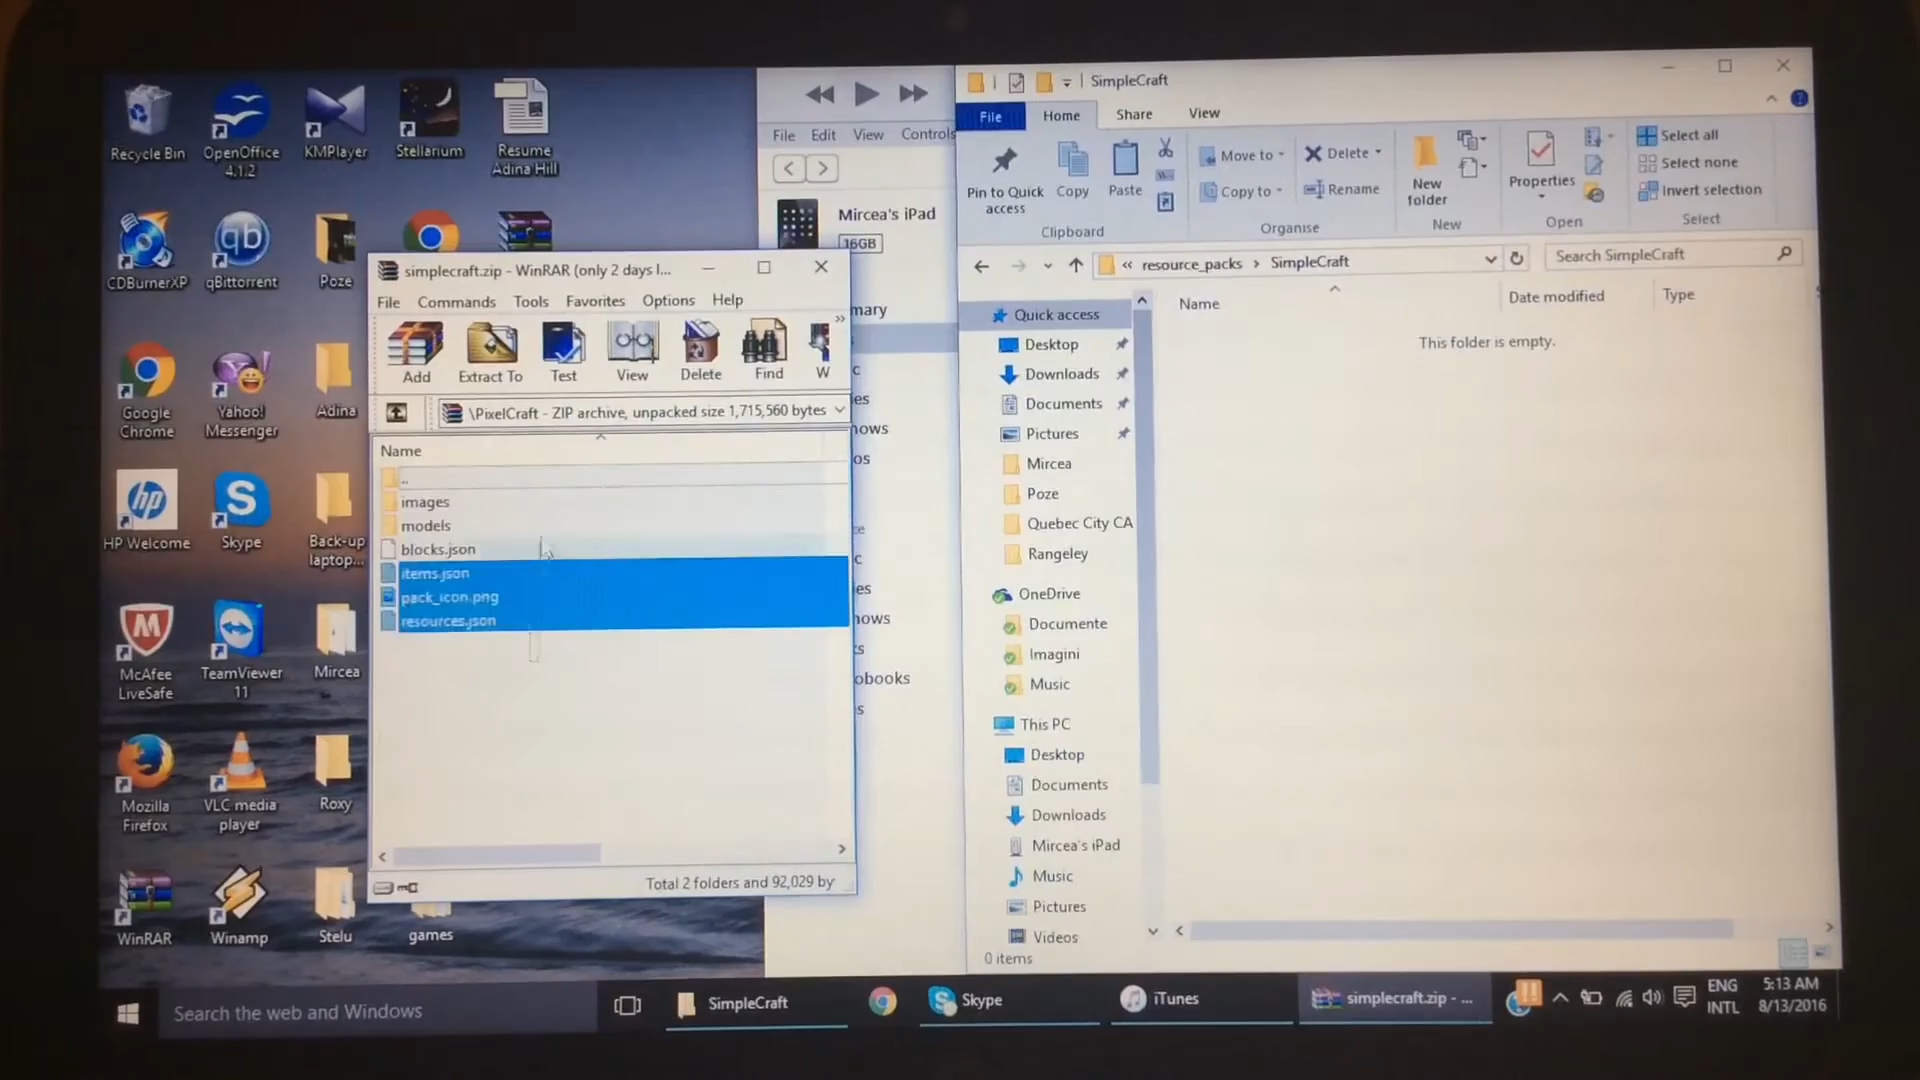 Recycle Bin
OpenOffice
4.1.2
KMPlayer
Stellarium
Resume
Adina Hill
CDBurnerXP
qBittorrent
Poze
Google
Chrome
Yahoo!
Messenger
Adina
HP Welcome
Skype
Back-up
laptop...
McAfee
LiveSafe
TeamViewer
11
Mircea
Mozilla
Firefox
VLC media
player
Roxy
WinRAR
Winamp
Stelu
games
simplecraft.zip - WinRAR (only 2 days l...
File Commands Tools Favorites Options Help
Add Extract To Test View Delete Find W
\PixelCraft - ZIP archive, unpacked size 1,715,560 bytes
Name
..
images
models
blocks.json
items.json
pack_icon.png
resources.json
Total 2 folders and 92,029 by
File Edit View Controls
Mircea's iPad
16GB
SimpleCraft
File Home Share View
Pin to Quick
access
Copy
Paste
Clipboard
Move to
Copy to
Delete
Rename
Organise
New
folder
New
Properties
Open
Select all
Select none
Invert selection
Select
« resource_packs > SimpleCraft
Search SimpleCraft
Name Date modified Type
This folder is empty.
Quick access
Desktop
Downloads
Documents
Pictures
Mircea
Poze
Quebec City CA
Rangeley
OneDrive
Documente
Imagini
Music
This PC
Desktop
Documents
Downloads
Mircea's iPad
Music
Pictures
Videos
0 items
Search the web and Windows
SimpleCraft
Skype
iTunes
simplecraft.zip - ...
ENG
INTL
5:13 AM
8/13/2016